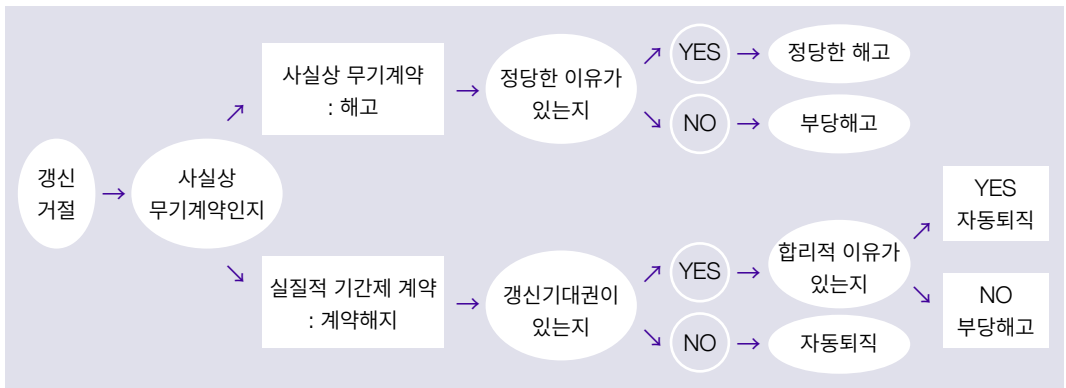 갱신
거절
사실상
무기계약인지
사실상 무기계약
: 해고
정당한 이유가
있는지
YES
정당한 해고
NO
부당해고
실질적 기간제 계약
: 계약해지
갱신기대권이
있는지
YES
합리적 이유가
있는지
YES
자동퇴직
NO
부당해고
NO
자동퇴직